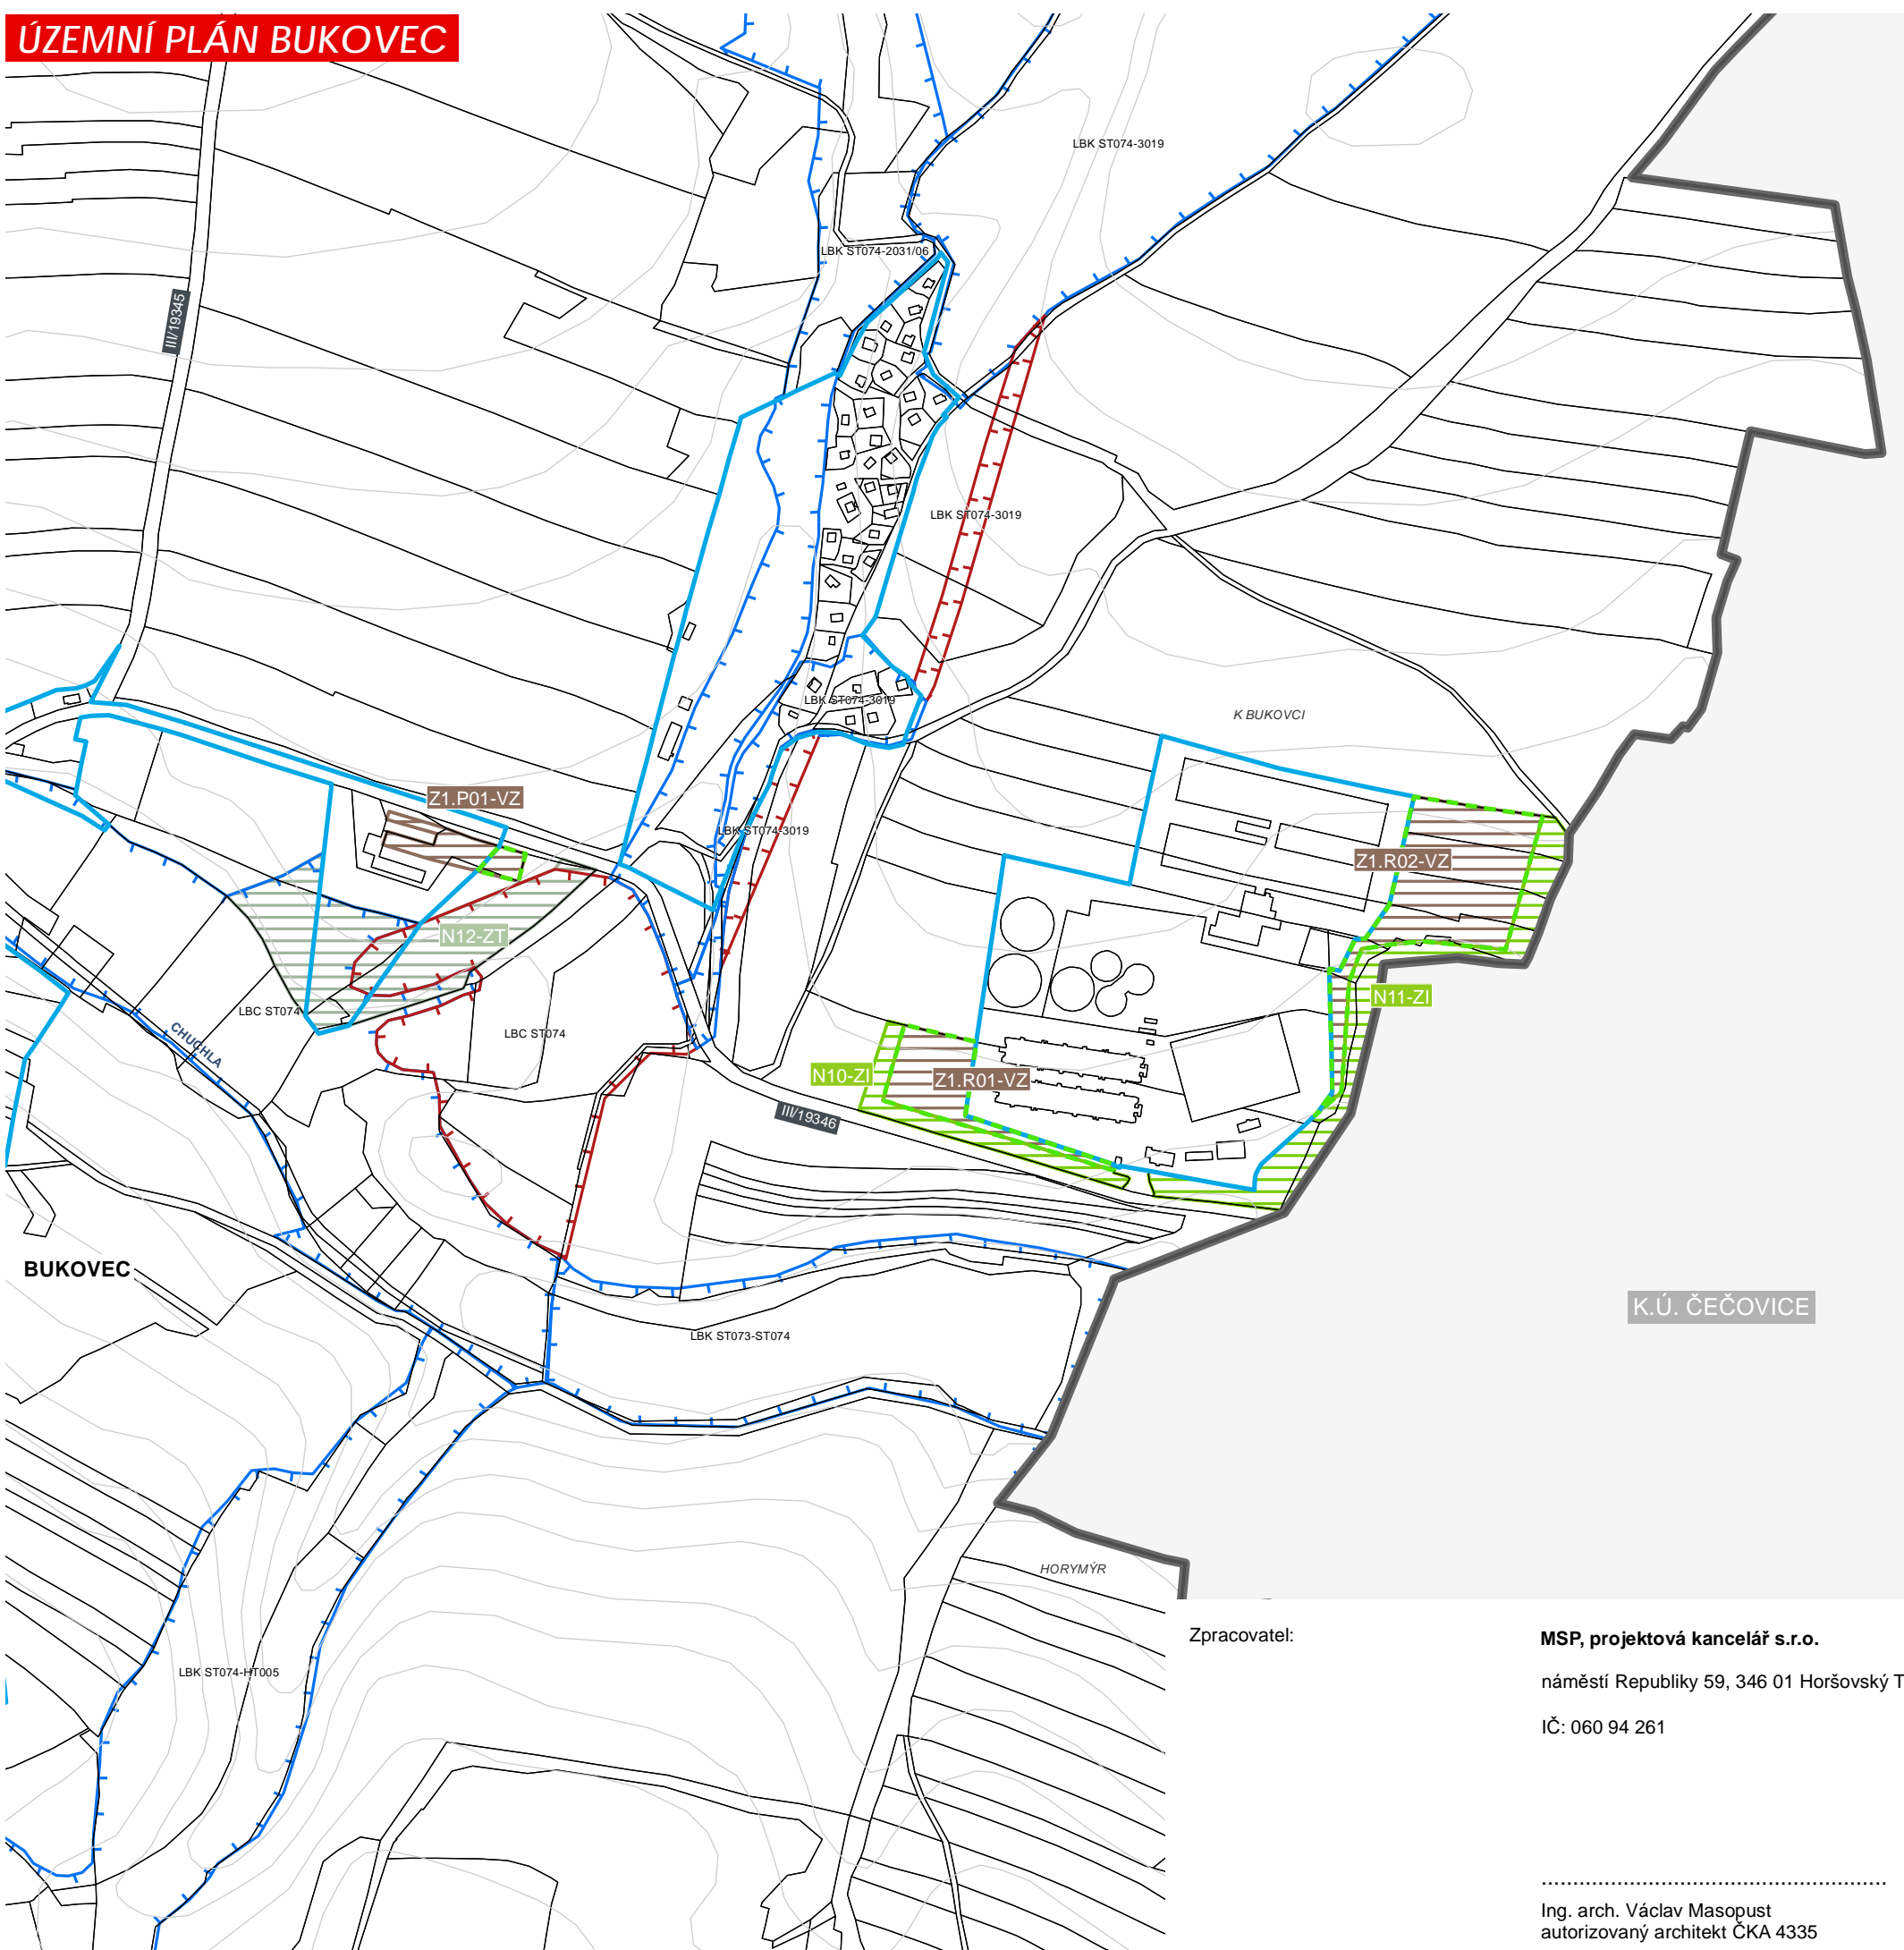 ÚZEMNÍ PLÁN BUKOVEC
LBK ST074-3019
LBK ST074-2031/06
III/19345
LBK ST074-3019
LBK ST074-3019
K BUKOVCI
Z1.P01-VZ
LBK ST074-3019
Z1.R02-VZ
N12-ZT
N11-ZI
LBC ST074
LBC ST074
CHUCHLA
N10-ZI
Z1.R01-VZ
III/19346
BUKOVEC
K.Ú. ČEČOVICE
LBK ST073-ST074
HORYMÝR
LBK ST074-HT005
Zpracovatel:
MSP, projektová kancelář s.r.o.
náměstí Republiky 59, 346 01 Horšovský T
IČ: 060 94 261
Ing. arch. Václav Masopust
autorizovaný architekt ČKA 4335